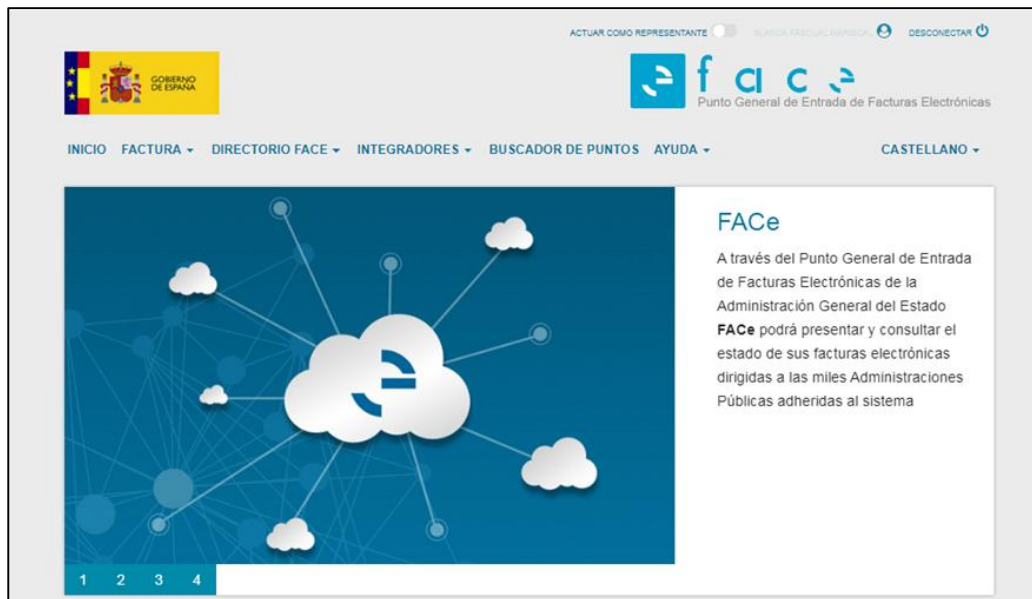 ACTUAR COMO REPRESENTANTE
DESCONECTAR
GOBIERNO
DE ESPAÑA
face
Punto General de Entrada de Facturas Electrónicas
INICIO FACTURA DIRECTORIO FACE INTEGRADORES BUSCADOR DE PUNTOS AYUDA CASTELLANO
FACe
A través del Punto General de Entrada
de Facturas Electrónicas de la
Administración General del Estado
FACe podrá presentar y consultar el
estado de sus facturas electrónicas
dirigidas a las miles Administraciones
Públicas adheridas al sistema
1 2 3 4